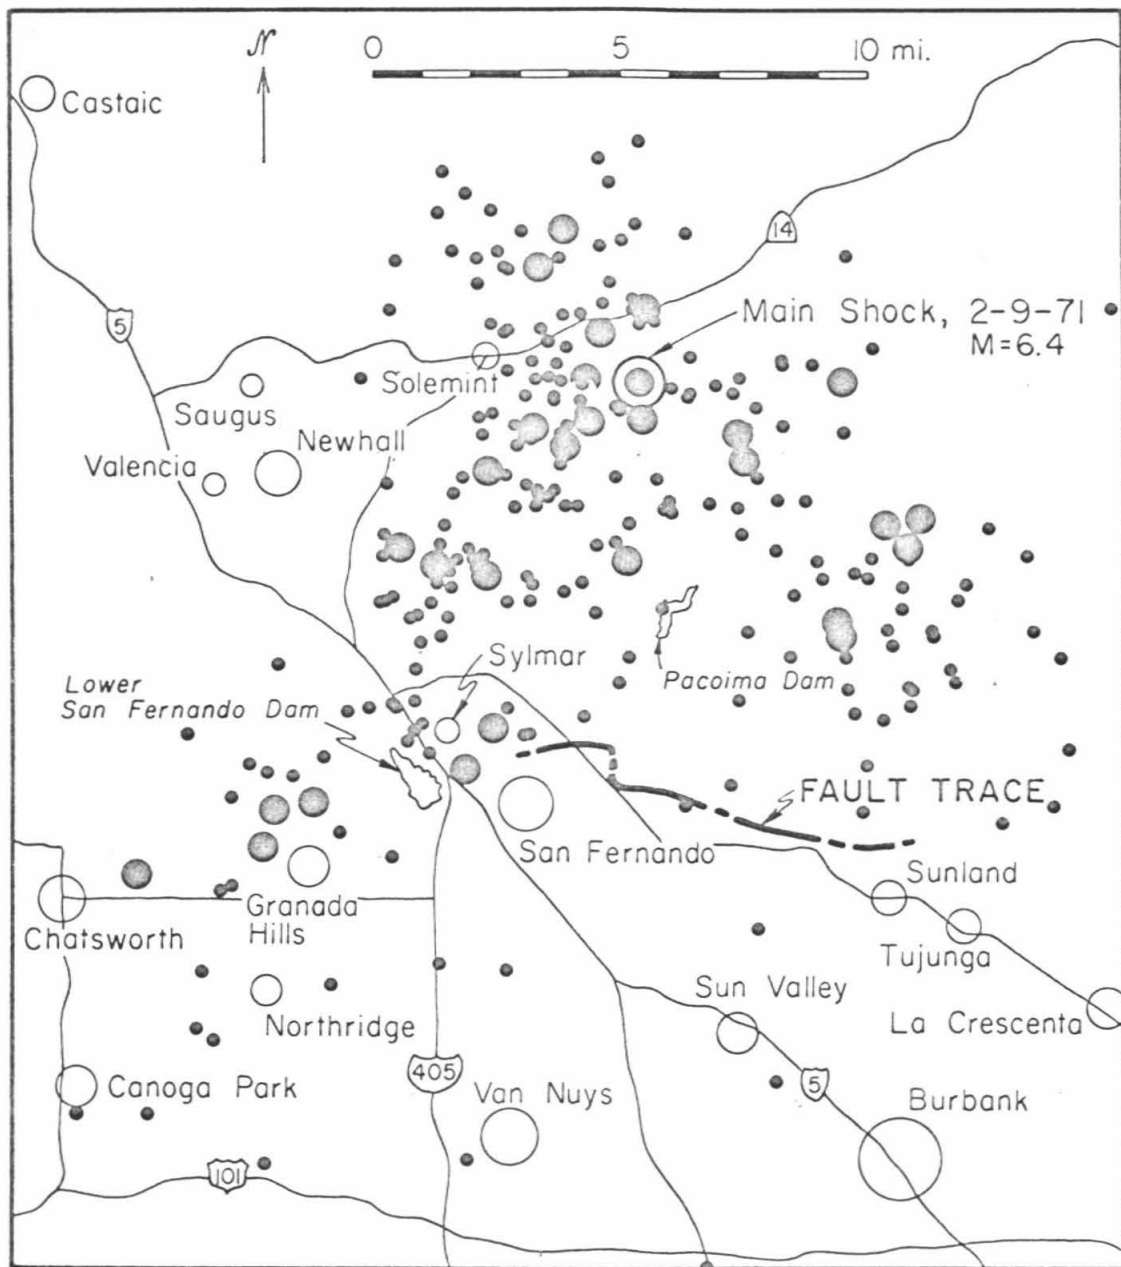 N
0 5 10 mi.
Castaic
14
Main Shock, 2-9-71
M=6.4
5
Solemint
Saugus
Newhall
Valencia
Sylmar
Lower
San Fernando Dam
Pacoima Dam
FAULT TRACE
San Fernando
Sunland
Granada
Hills
Chatsworth
Tujunga
Sun Valley
La Crescenta
Northridge
405
5
Canoga Park
Van Nuys
Burbank
101